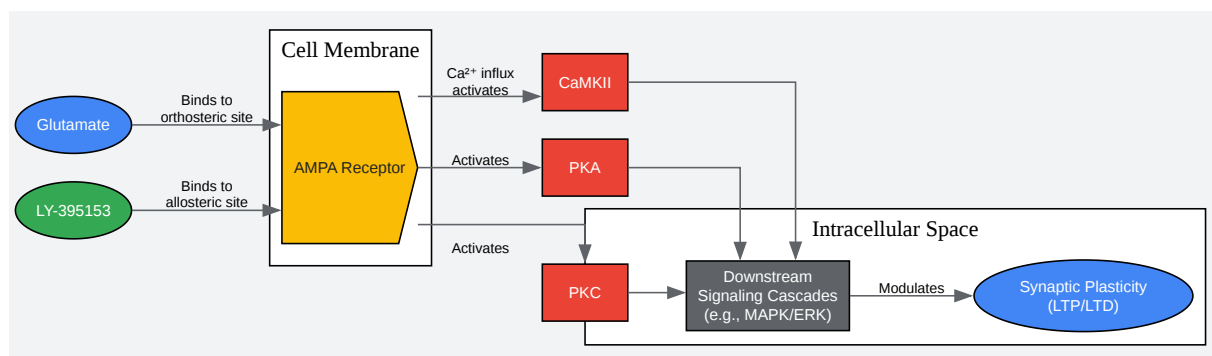 Cell Membrane
Glutamate
Binds to
orthosteric site
LY-395153
Binds to
allosteric site
AMPA Receptor
Ca²⁺ influx
activates
CaMKII
Activates
PKA
Activates
PKC
Intracellular Space
Downstream
Signaling Cascades
(e.g., MAPK/ERK)
Modulates
Synaptic Plasticity
(LTP/LTD)